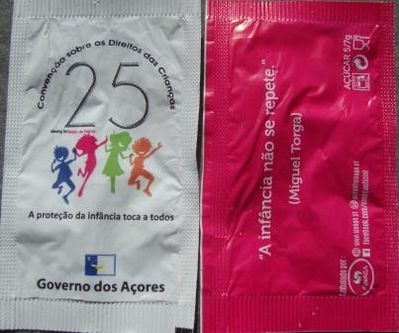 Convenção sobre os Direitos das Crianças
25
A proteção da infância toca a todos
Governo dos Açores
"A infância não se repete."
(Miguel Torga)
AÇÚCAR 5/7g